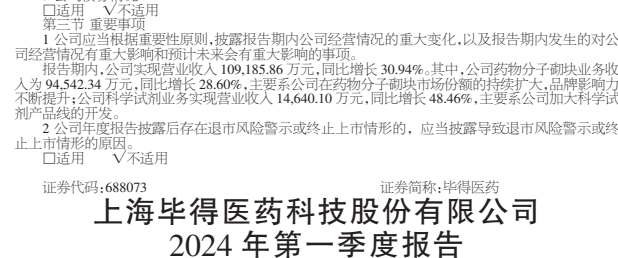 □适用 √不适用
第三节 重要事项
1 公司应当根据重要性原则,披露报告期内公司经营情况的重大变化,以及报告期内发生的对公
司经营情况有重大影响和预计未来会有重大影响的事项。
报告期内,公司实现营业收入 109,185.86 万元,同比增长 30.94%。其中,公司药物分子砌块业务收
入为 94,542.34 万元,同比增长 28.60%,主要系公司在药物分子砌块市场份额的持续扩大,品牌影响力
不断提升;公司科学试剂业务实现营业收入 14,640.10 万元,同比增长 48.46%,主要系公司加大科学试
剂产品线的开发。
2 公司年度报告披露后存在退市风险警示或终止上市情形的，应当披露导致退市风险警示或终
止上市情形的原因。
□适用 √不适用
证券代码:688073 证券简称:毕得医药
上海毕得医药科技股份有限公司
2024 年第一季度报告